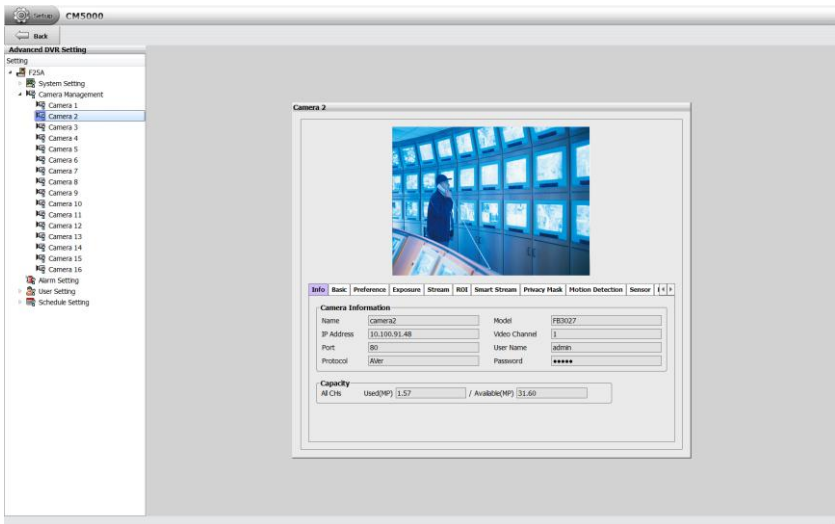 Setup CM5000
Back
Advanced DVR Setting
Setting
F25A
System Setting
Camera Management
Camera 1
Camera 2
Camera 3
Camera 4
Camera 5
Camera 6
Camera 7
Camera 8
Camera 9
Camera 10
Camera 11
Camera 12
Camera 13
Camera 14
Camera 15
Camera 16
Alarm Setting
User Setting
Schedule Setting
Camera 2
Info Basic Preference Exposure Stream ROI Smart Stream Privacy Mask Motion Detection Sensor
Camera Information
Name camera2 Model FB3027
IP Address 10.100.91.48 Video Channel 1
Port 80 User Name admin
Protocol AVer Password •••••
Capacity
All CHs Used(MP) 1.57 / Available(MP) 31.60